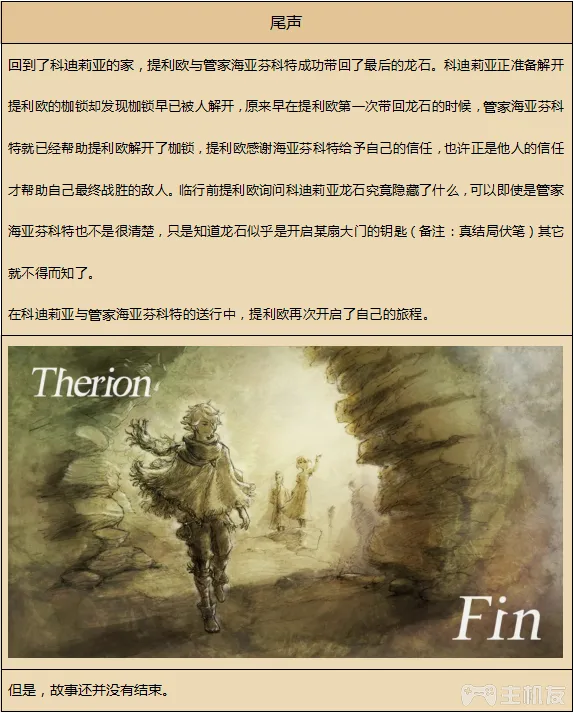 尾声
回到了科迪莉亚的家，提利欧与管家海亚芬科特成功带回了最后的龙石。科迪莉亚正准备解开
提利欧的枷锁却发现枷锁早已被人解开，原来早在提利欧第一次带回龙石的时候，管家海亚芬科
特就已经帮助提利欧解开了枷锁，提利欧感谢海亚芬科特给予自己的信任，也许正是他人的信任
才帮助自己最终战胜的敌人。临行前提利欧询问科迪莉亚龙石究竟隐藏了什么，可以即使是管家
海亚芬科特也不是很清楚，只是知道龙石似乎是开启某扇大门的钥匙（备注：真结局伏笔）其它
就不得而知了。
在科迪莉亚与管家海亚芬科特的送行中，提利欧再次开启了自己的旅程。
Therion
Fin
但是，故事还并没有结束。
主机友